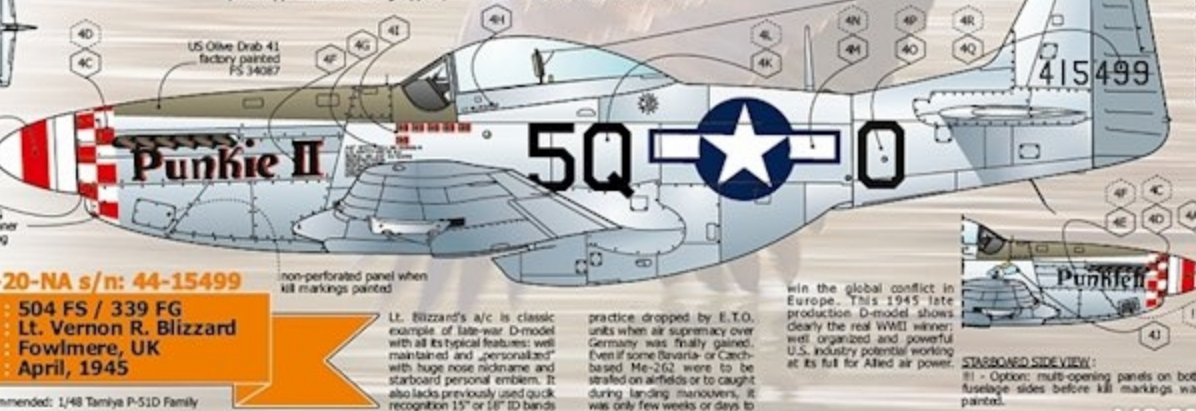 4D
4C
US Olive Drab 41
factory painted
FS 34087
4F
4G
4I
4H
4L
4K
4N
4M
4P
4O
4R
4Q
415499
Punkie II
5Q
O
-20-NA s/n: 44-15499
504 FS / 339 FG
Lt. Vernon R. Blizzard
Fowlmere, UK
April, 1945
non-perforated panel when
kill markings painted
Lt. Blizzard's a/c is classic
example of late-war D-model
with all its typical features: well
maintained and „personalized"
with huge nose nickname and
starboard personal emblem. It
also lacks previously used quick
recognition 15" or 18" ID bands
practice dropped by E.T.O.
units when air supremacy over
Germany was finally gained.
Even if some Bavaria- or Czech-
based Me-262 were to be
strafed on airfields or to caught
during landing manouvers, it
was only few weeks or days to
win the global conflict in
Europe. This 1945 late
production D-model shows
clearly the real WWII winner:
well organized and powerful
U.S. industry potential working
at its full for Allied air power.
4F
4C
4E
4D
Punkie II
4J
STARBOARD SIDE VIEW :
!!! - Option: multi-opening panels on bot
fuselage sides before kill markings w
painted.
mmended: 1/48 Tamiya P-51D Family